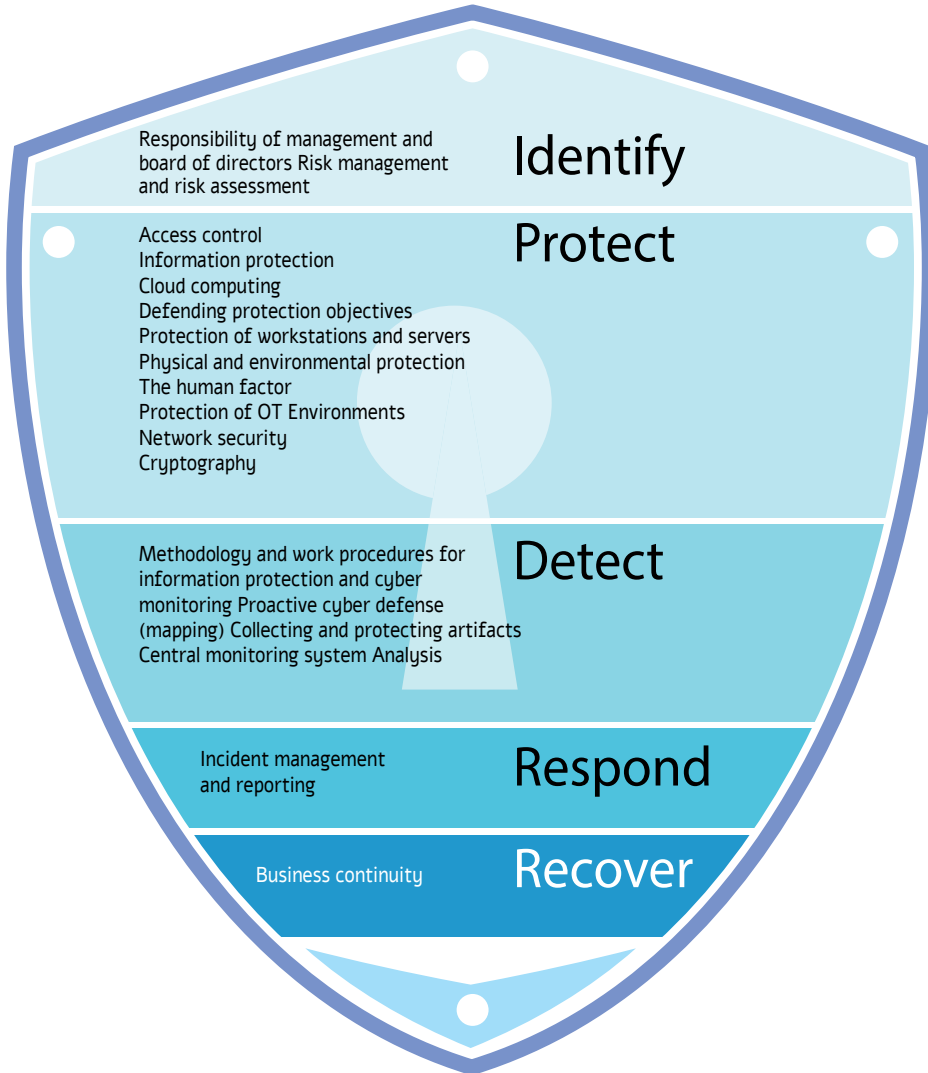 Responsibility of management and
board of directors Risk management
and risk assessment
Identify
Protect
Access control
Information protection
Cloud computing
Defending protection objectives
Protection of workstations and servers
Physical and environmental protection
The human factor
Protection of OT Environments
Network security
Cryptography
Detect
Methodology and work procedures for
information protection and cyber
monitoring Proactive cyber defense
(mapping) Collecting and protecting artifacts
Central monitoring system Analysis
Respond
Incident management
and reporting
Recover
Business continuity